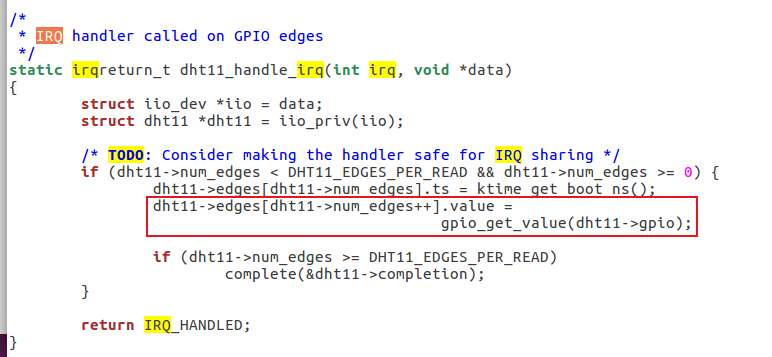 /*
 * IRQ handler called on GPIO edges
 */
static irqreturn_t dht11_handle_irq(int irq, void *data)
{
        struct iio_dev *iio = data;
        struct dht11 *dht11 = iio_priv(iio);

        /* TODO: Consider making the handler safe for IRQ sharing */
        if (dht11->num_edges < DHT11_EDGES_PER_READ && dht11->num_edges >= 0) {
                dht11->edges[dht11->num_edges].ts = ktime_get_boot_ns();
                dht11->edges[dht11->num_edges++].value =
                                                gpio_get_value(dht11->gpio);

                if (dht11->num_edges >= DHT11_EDGES_PER_READ)
                        complete(&dht11->completion);
        }

        return IRQ_HANDLED;
}